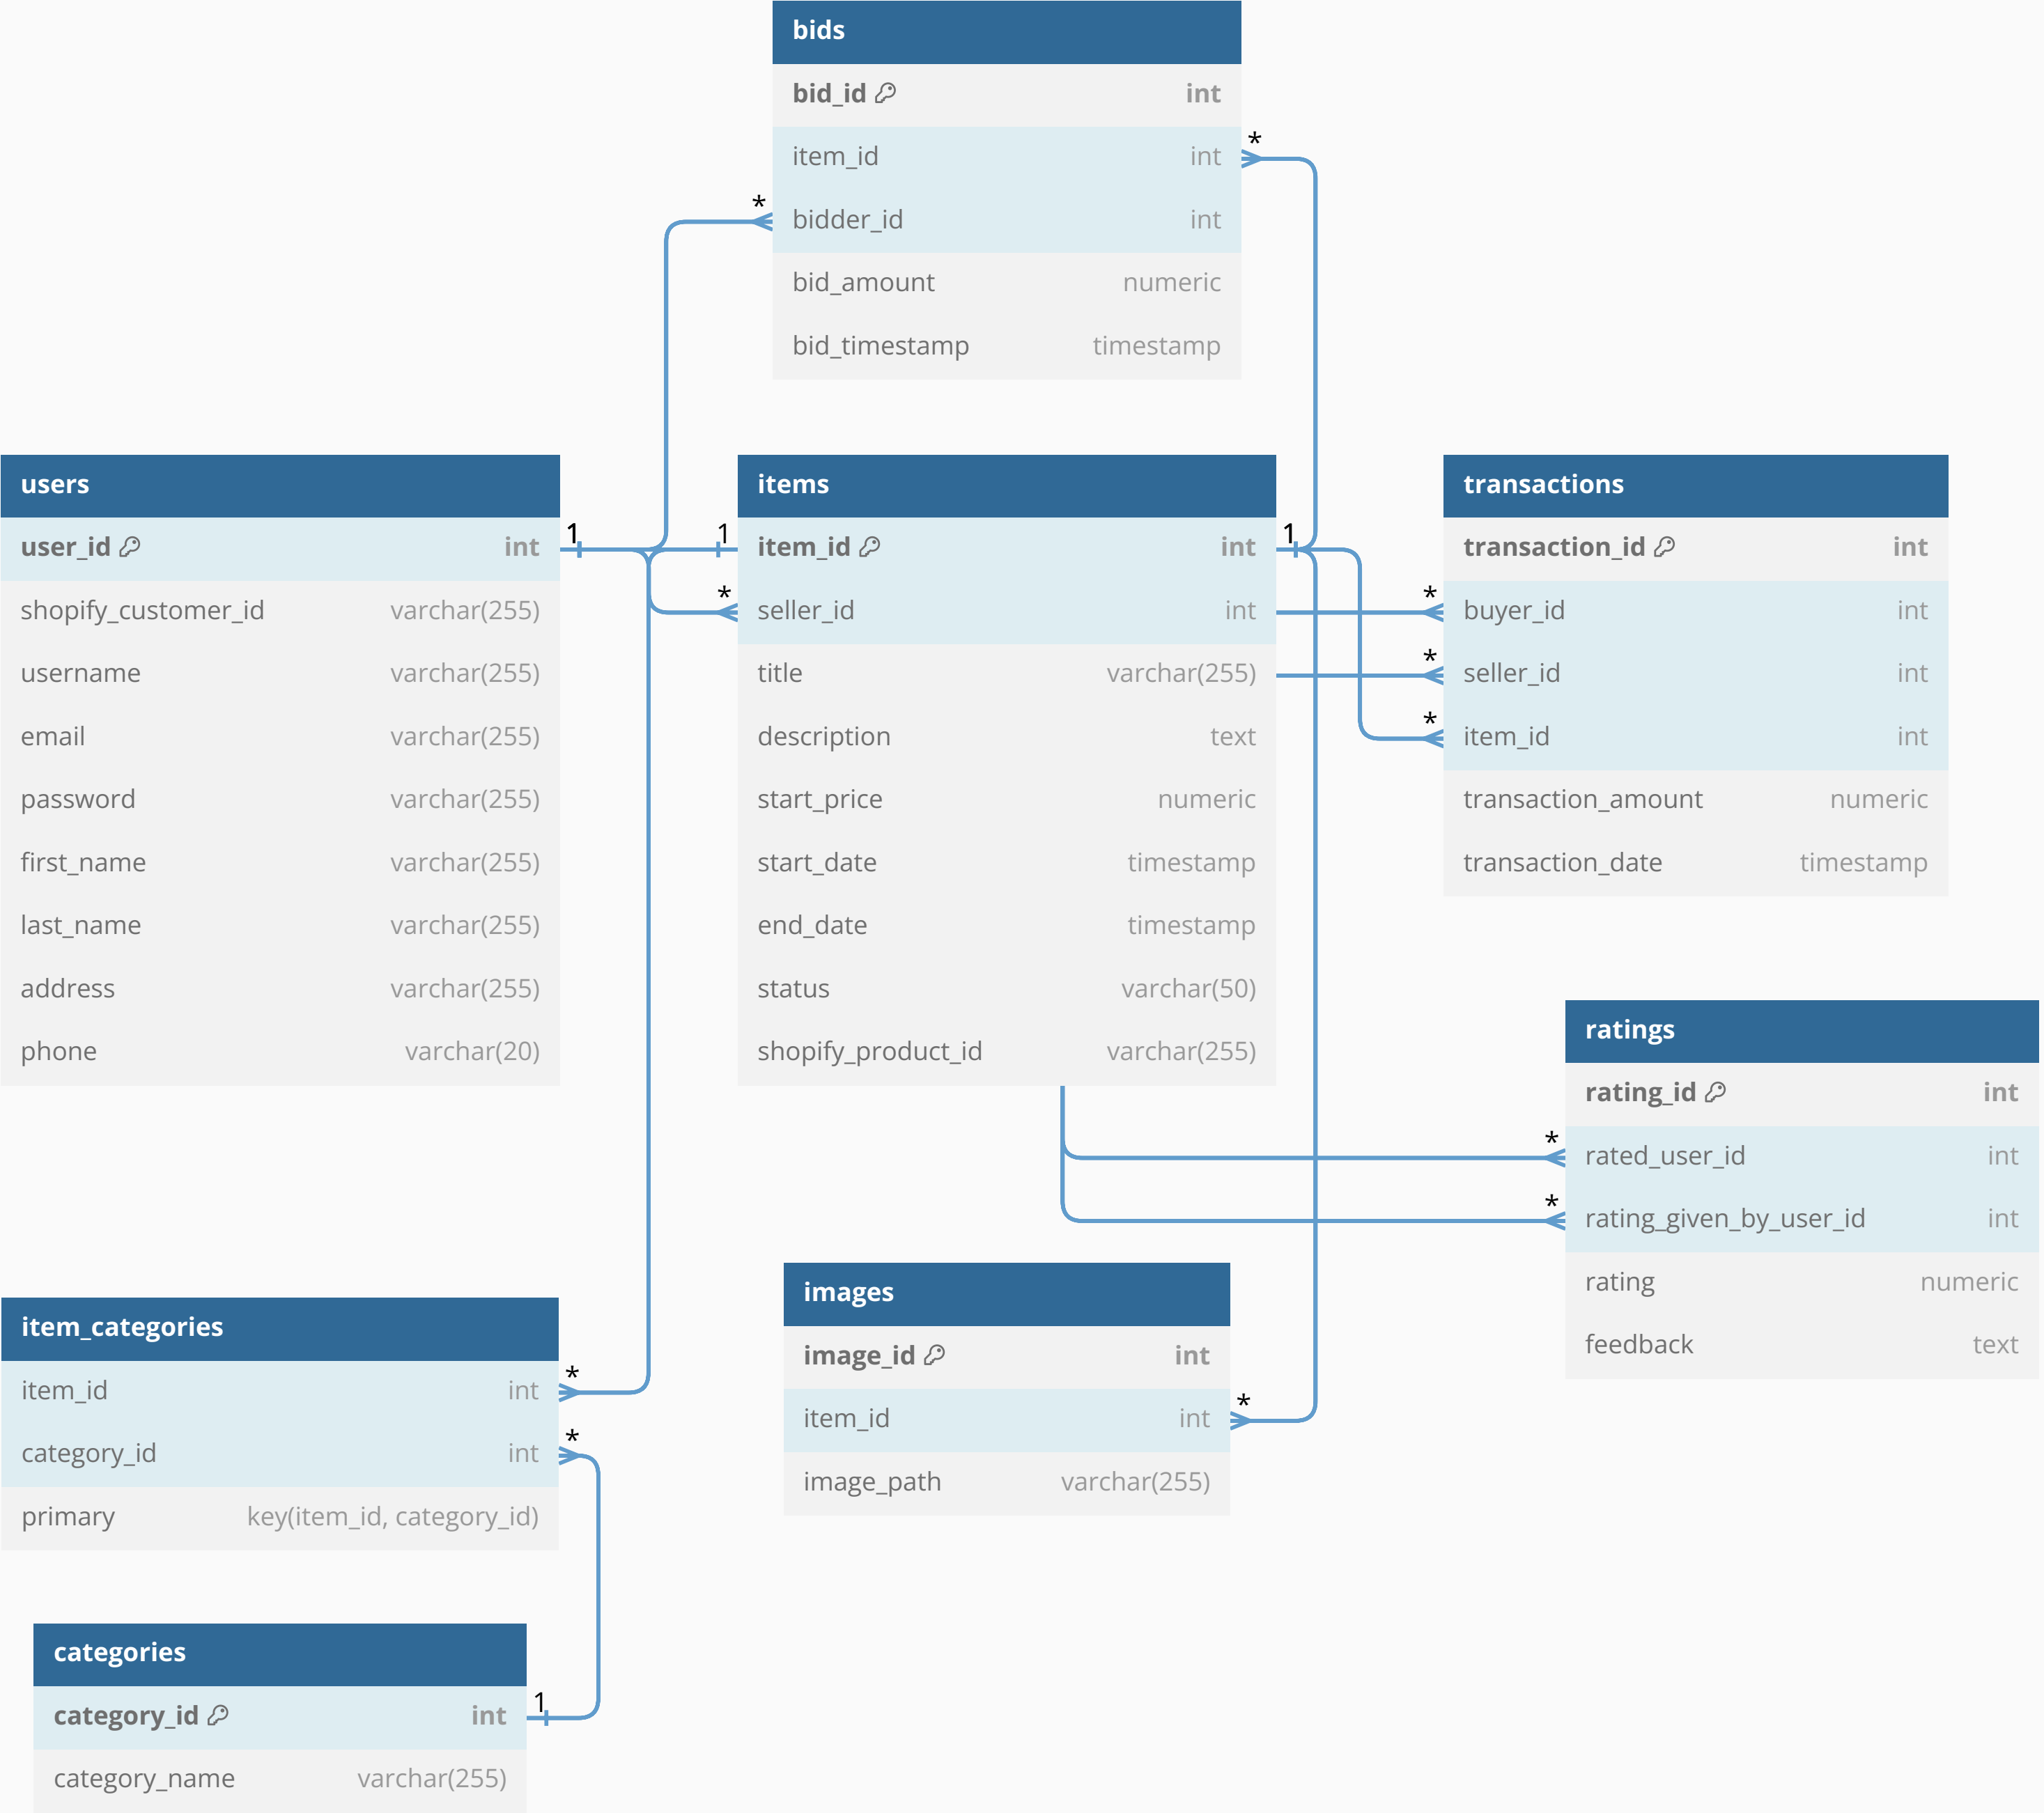 bids
bid_id int
item_id int
bidder_id int
bid_amount numeric
bid_timestamp timestamp
users
user_id int
shopify_customer_id varchar(255)
username varchar(255)
email varchar(255)
password varchar(255)
first_name varchar(255)
last_name varchar(255)
address varchar(255)
phone varchar(20)
items
item_id int
seller_id int
title varchar(255)
description text
start_price numeric
start_date timestamp
end_date timestamp
status varchar(50)
shopify_product_id varchar(255)
transactions
transaction_id int
buyer_id int
seller_id int
item_id int
transaction_amount numeric
transaction_date timestamp
ratings
rating_id int
rated_user_id int
rating_given_by_user_id int
rating numeric
feedback text
images
image_id int
item_id int
image_path varchar(255)
item_categories
item_id int
category_id int
primary key(item_id, category_id)
categories
category_id int
category_name varchar(255)
*
*
1
1
1
*
*
*
*
*
*
*
*
*
1